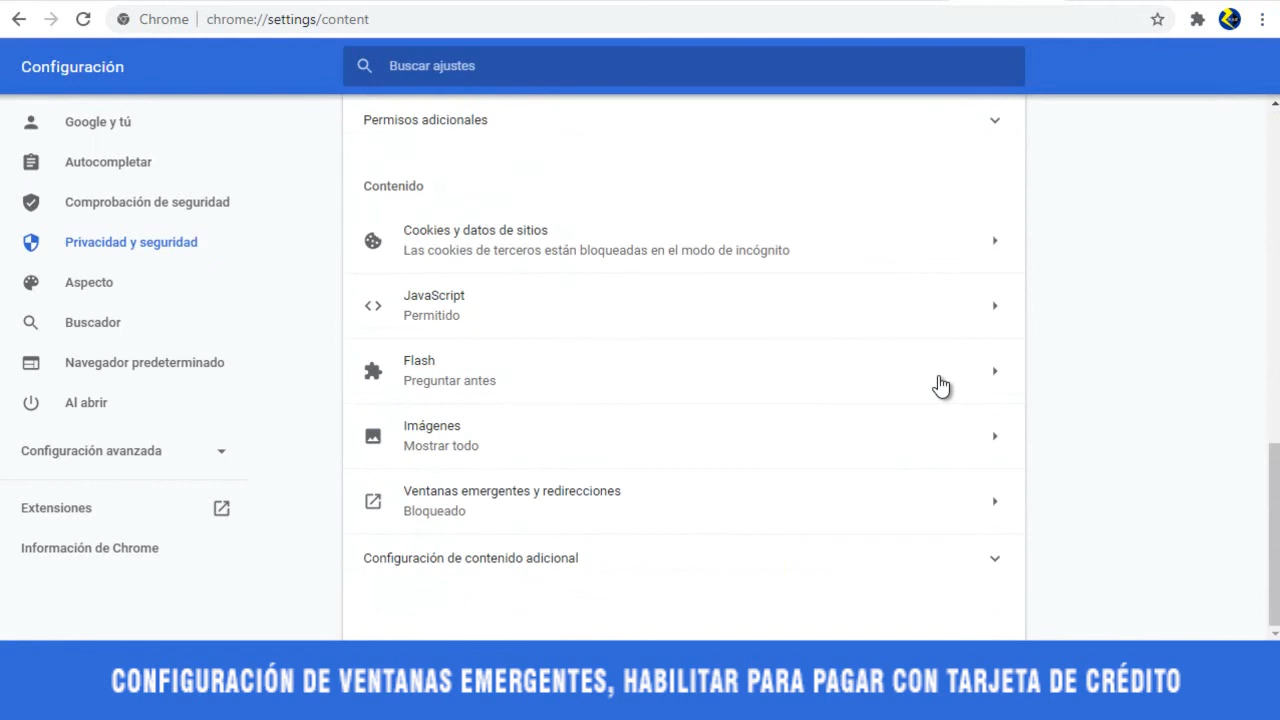 Chrome
chrome://settings/content
Configuración
Buscar ajustes
Google y tú
Autocompletar
Comprobación de seguridad
Privacidad y seguridad
Aspecto
Buscador
Navegador predeterminado
Al abrir
Configuración avanzada
Extensiones
Información de Chrome
Permisos adicionales
Contenido
Cookies y datos de sitios
Las cookies de terceros están bloqueadas en el modo de incógnito
JavaScript
Permitido
Flash
Preguntar antes
Imágenes
Mostrar todo
Ventanas emergentes y redirecciones
Bloqueado
Configuración de contenido adicional
CONFIGURACIÓN DE VENTANAS EMERGENTES, HABILITAR PARA PAGAR CON TARJETA DE CRÉDITO